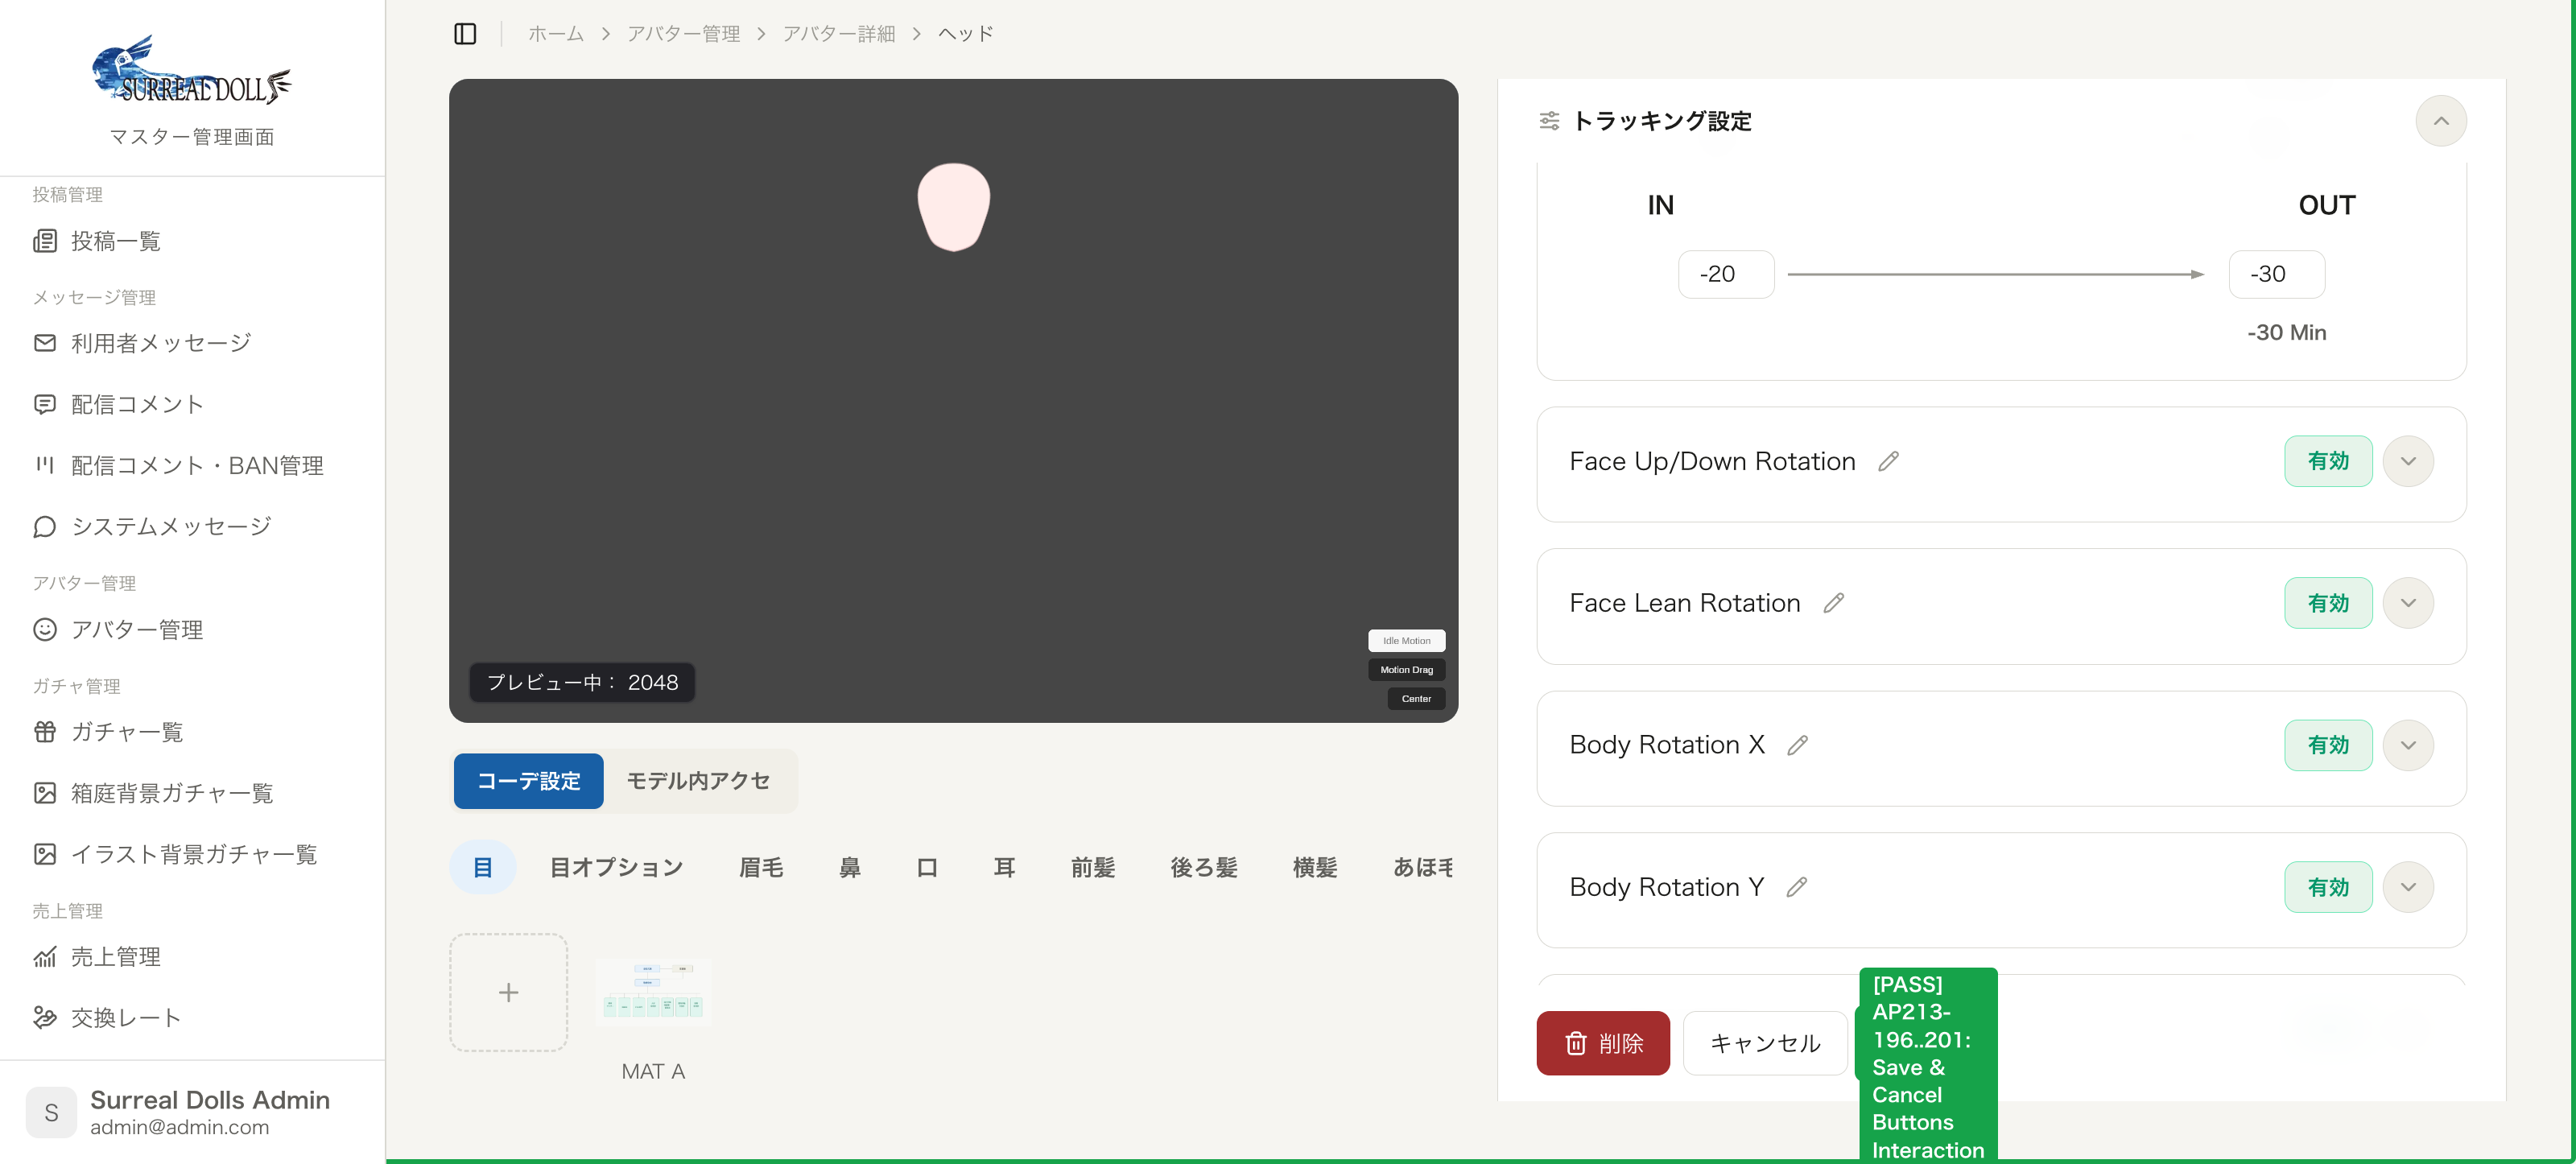 SURREAL DOLLS
マスター管理画面
投稿管理
投稿一覧
メッセージ管理
利用者メッセージ
配信コメント
配信コメント・BAN管理
システムメッセージ
アバター管理
アバター管理
ガチャ管理
ガチャ一覧
箱庭背景ガチャ一覧
イラスト背景ガチャ一覧
売上管理
売上管理
交換レート
S
Surreal Dolls Admin
admin@admin.com
ホーム > アバター管理 > アバター詳細 > ヘッド
Idle Motion
Motion Drag
Center
プレビュー中： 2048
コーデ設定 モデル内アクセ
目 目オプション 眉毛 鼻 口 耳 前髪 後ろ髪 横髪 あほ毛
MAT A
トラッキング設定
IN OUT
-20 -30
-30 Min
Face Up/Down Rotation 有効
Face Lean Rotation 有効
Body Rotation X 有効
Body Rotation Y 有効
削除 キャンセル
[PASS]
AP213-
196..201:
Save &
Cancel
Buttons
Interaction